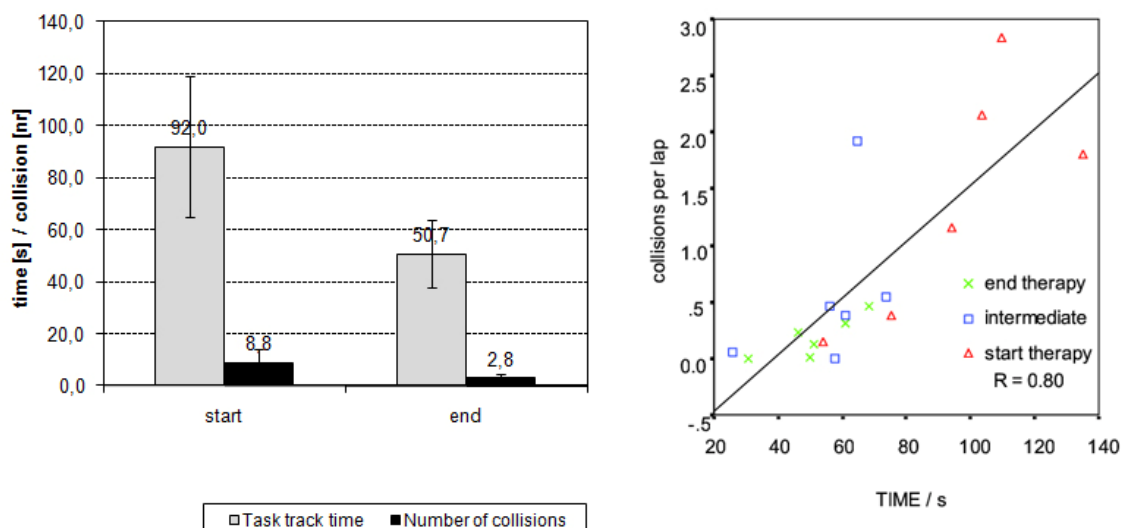 140,0
120,0
100,0
80,0
60,0
40,0
20,0
0,0
time [s] / collision [nr]
92,0
8,8
50,7
2,8
start
end
Task track time
Number of collisions
3.0
2.5
2.0
1.5
1.0
.5
0.0
-.5
collisions per lap
end therapy
intermediate
start therapy
R = 0.80
20 40 60 80 100 120 140
TIME / s